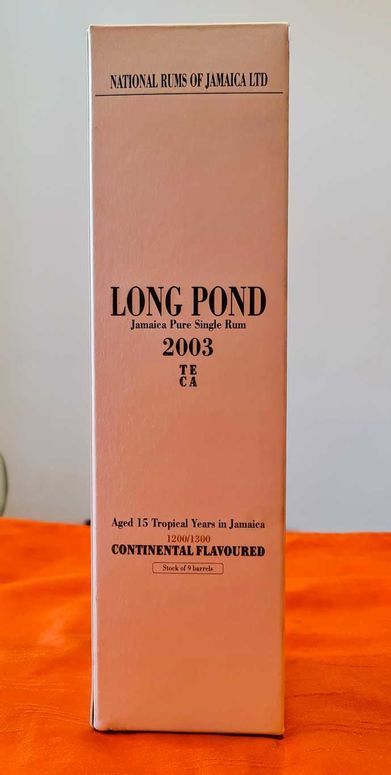 NATIONAL RUMS OF JAMAICA LTD
LONG POND
Jamaica Pure Single Rum
2003
TE
CA
Aged 15 Tropical Years in Jamaica
1200/1300
CONTINENTAL FLAVOURED
Stock of 9 barrels